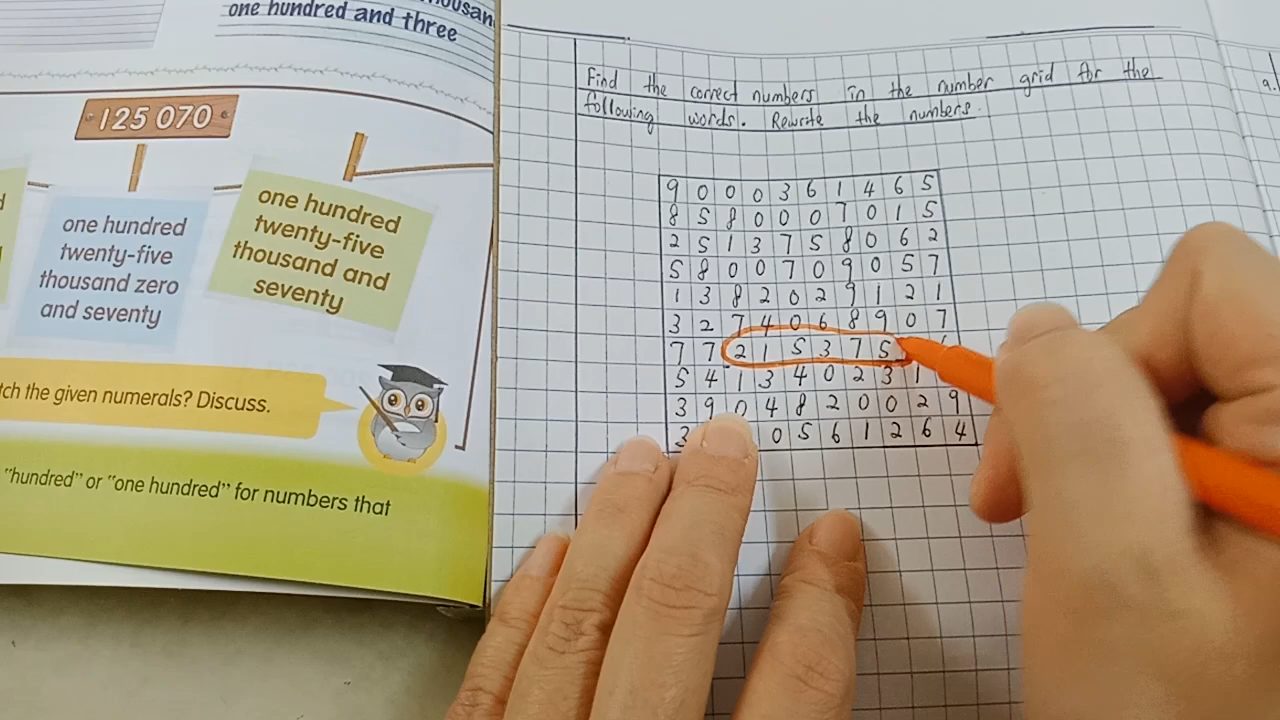 one hundred and three
125 070
one hundred
twenty-five
thousand zero
and seventy
one hundred
twenty-five
thousand and
seventy
the given numerals? Discuss.
"hundred" or "one hundred" for numbers that
Find the correct numbers in the number grid for the
following words. Rewrite the numbers.
9 0 0 0 3 6 1 4 6 5
8 5 8 0 0 0 7 0 1 5
2 5 1 3 7 5 8 0 6 2
5 8 0 0 7 0 9 0 5 7
1 3 8 2 0 2 9 1 2 1
3 2 7 4 0 6 8 9 0 7
7 7 2 1 5 3 7 5
5 4 1 3 4 0 2 3 1
3 9 0 4 8 2 0 0 2 9
3 0 5 6 1 2 6 4